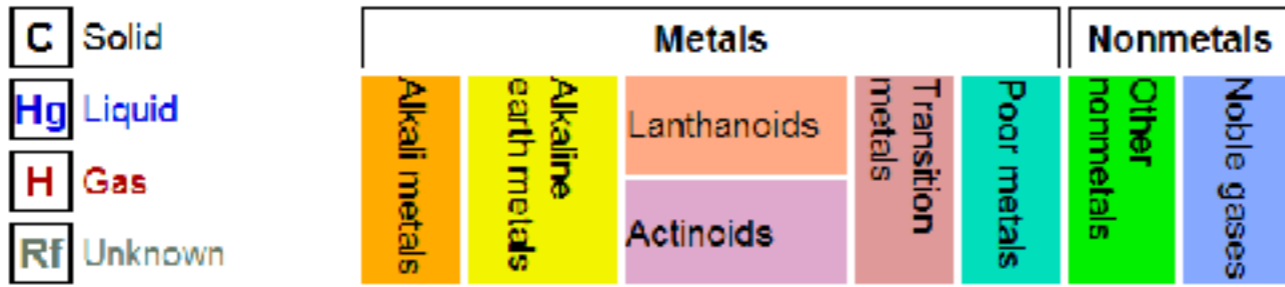 C Solid
Hg Liquid
H Gas
Rf Unknown
Metals
Nonmetals
Alkali metals
Alkaline
earth metals
Lanthanoids
Actinoids
Transition
metals
Poor metals
Other
nonmetals
Noble gases